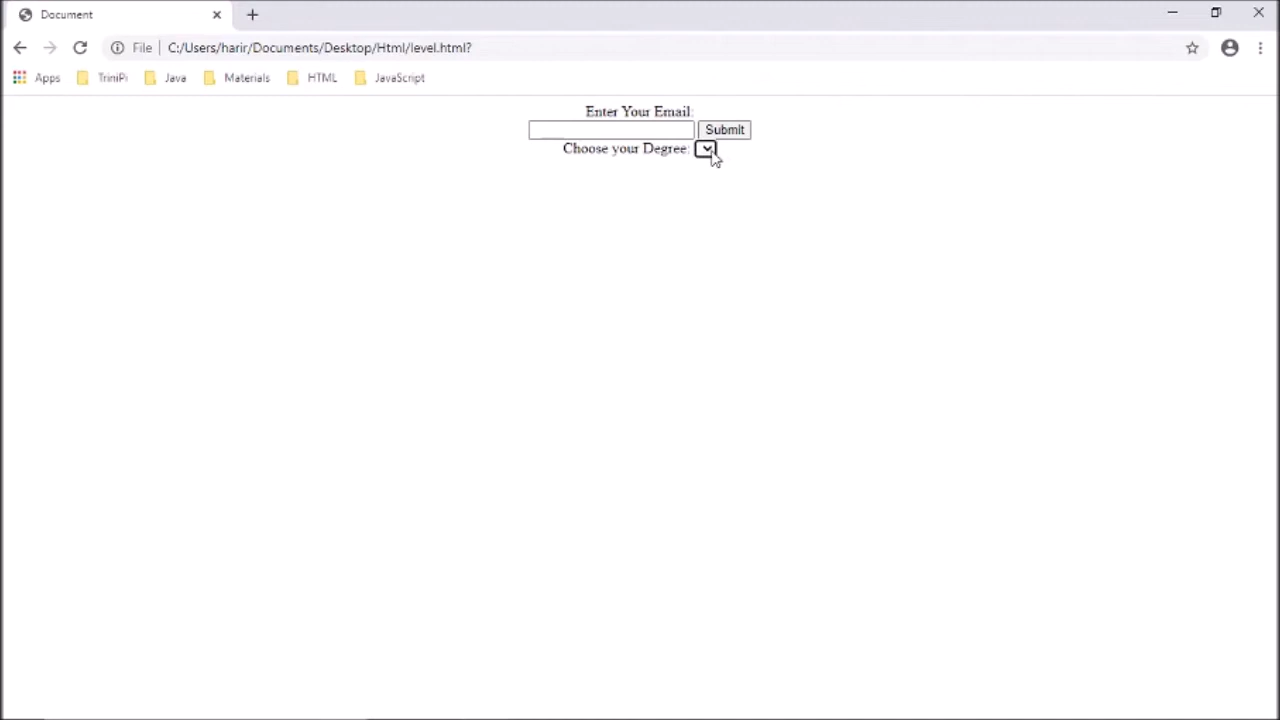 Document
File
C:/Users/harir/Documents/Desktop/Html/level.html?
Apps TriniPi Java Materials HTML JavaScript
Enter Your Email:
Submit
Choose your Degree: